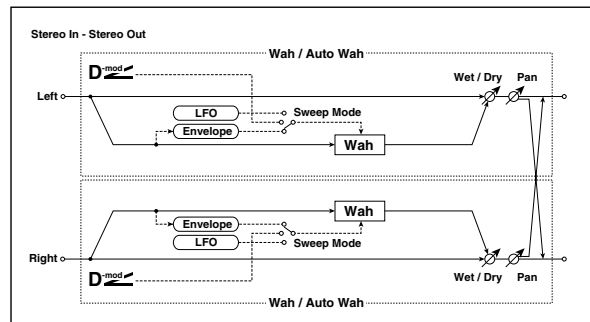 Stereo In - Stereo Out
Wah / Auto Wah
D-mod
Wet / Dry
Pan
Left
LFO
Sweep Mode
Envelope
Wah
Wah
Envelope
Sweep Mode
LFO
Right
D-mod
Wet / Dry
Pan
Wah / Auto Wah